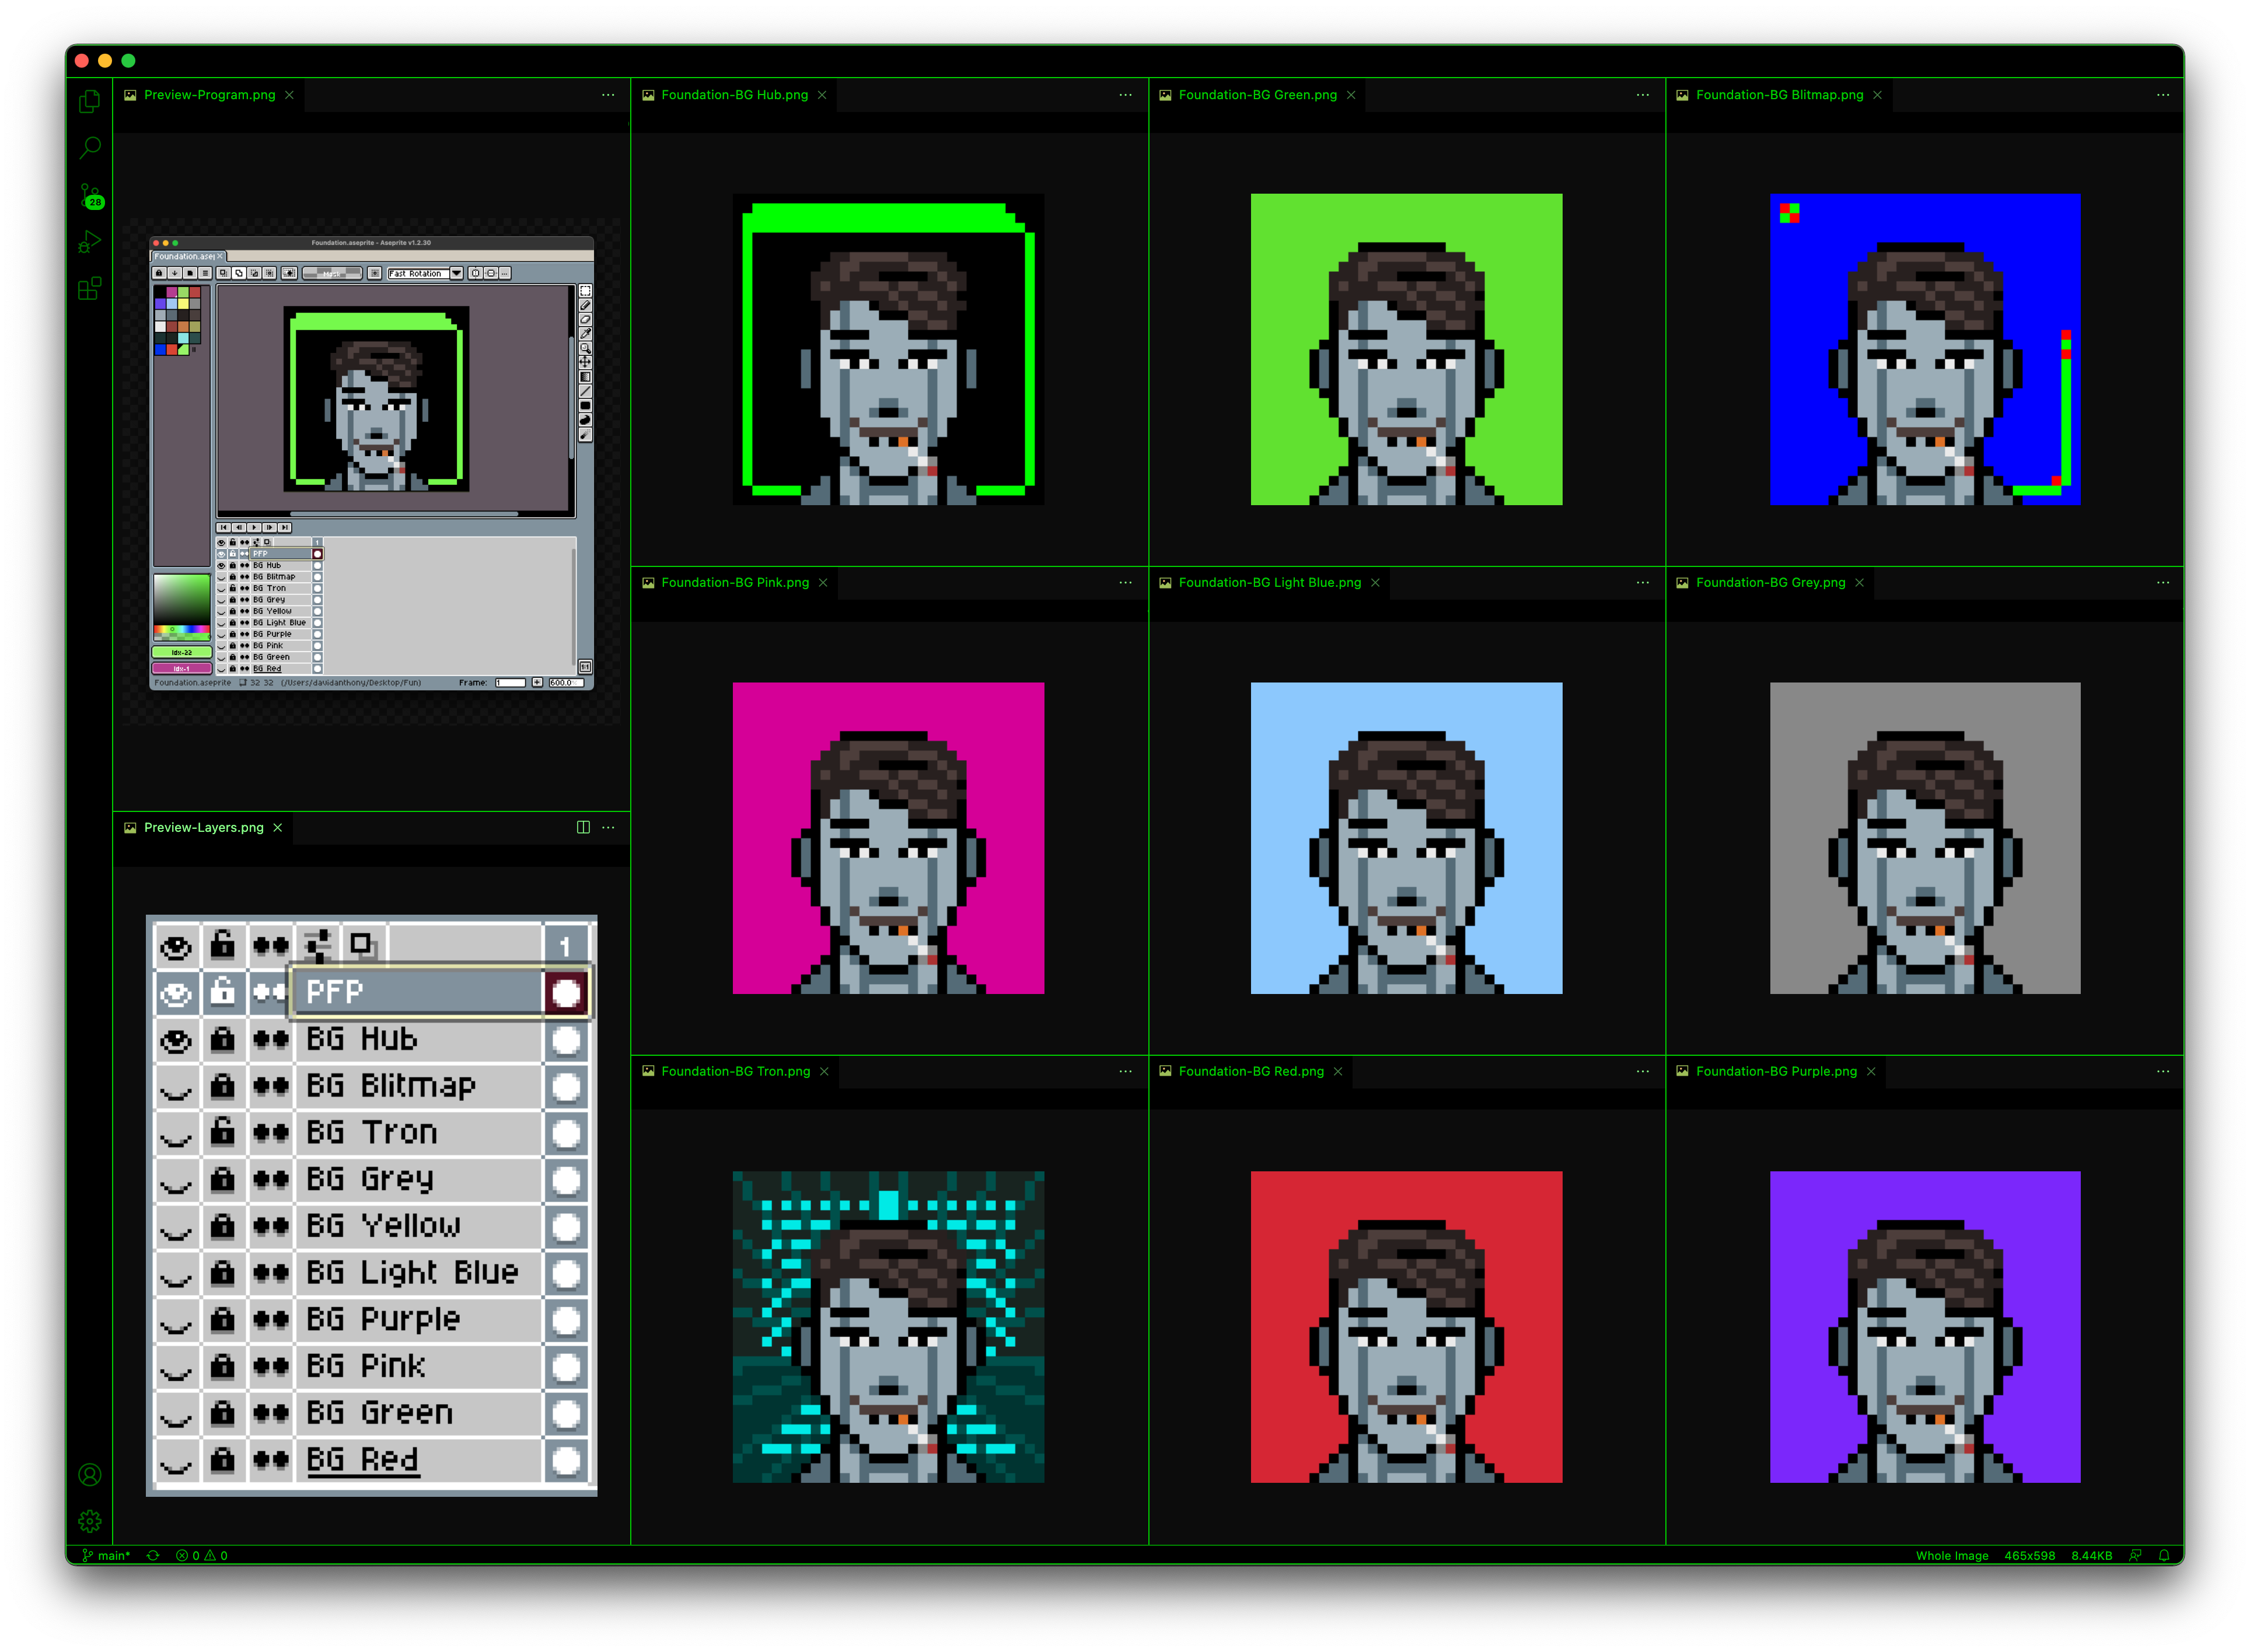 Preview-Program.png
Foundation-BG Hub.png
Foundation-BG Green.png
Foundation-BG Blitmap.png
28
Foundation.aseprite - Aseprite v1.2.30
Foundation.asep
Mask
Fast Rotation
1
PFP
BG Hub
BG Blitmap
BG Tron
BG Grey
BG Yellow
BG Light Blue
BG Purple
BG Pink
BG Green
BG Red
Idx-22
Idx-1
Foundation.aseprite 32 32 (/Users/davidanthony/Desktop/Fun) Frame: 1 600.0
Foundation-BG Pink.png
Foundation-BG Light Blue.png
Foundation-BG Grey.png
Preview-Layers.png
1
PFP
BG Hub
BG Blitmap
BG Tron
BG Grey
BG Yellow
BG Light Blue
BG Purple
BG Pink
BG Green
BG Red
Foundation-BG Tron.png
Foundation-BG Red.png
Foundation-BG Purple.png
main* 0 0
Whole Image 465x598 8.44KB